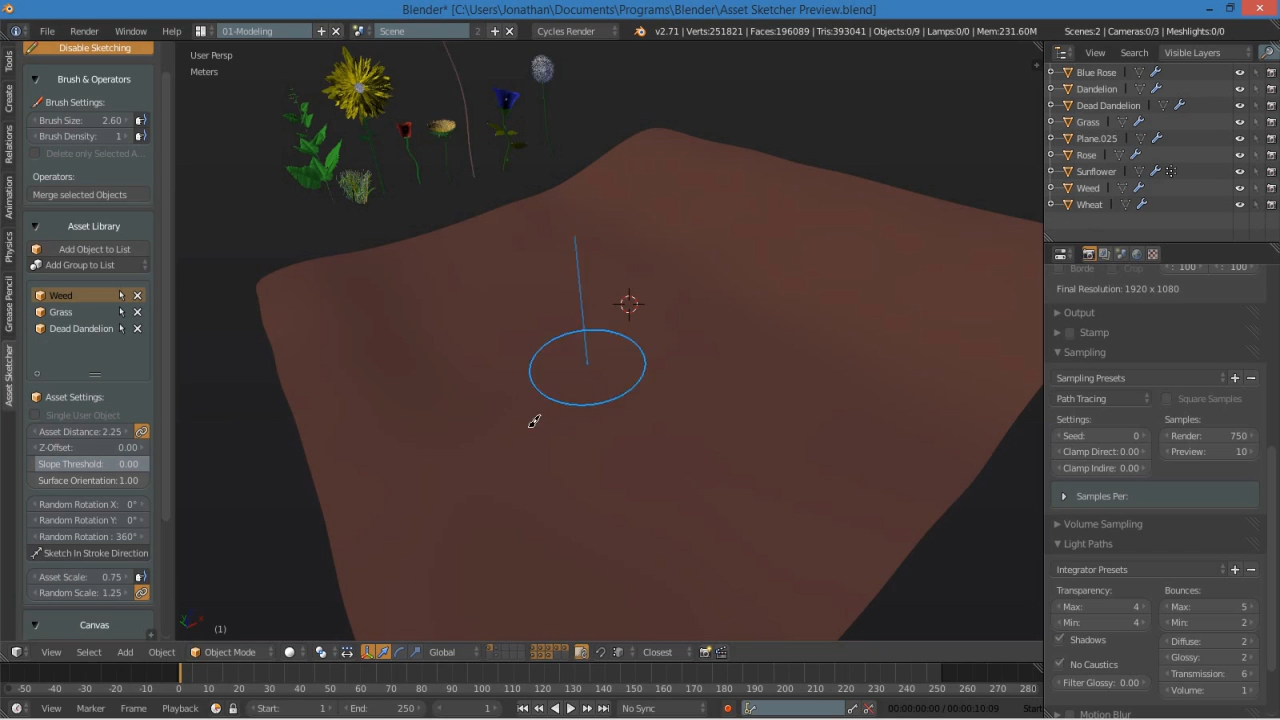 Blender* [C:\Users\Jonathan\Documents\Programs\Blender\Asset Sketcher Preview.blend]
File Render Window Help 01-Modeling Scene 2 Cycles Render v2.71 | Verts:251821 | Faces:196089 | Tris:393041 | Objects:0/9 | Lamps:0/0 | Mem:231.60M Scenes:2 | Cameras:0/3 | Meshlights:0/0
Disable Sketching
Brush & Operators
Brush Settings:
Brush Size: 2.60
Brush Density: 1
Delete only Selected A...
Operators:
Merge selected Objects
Asset Library
Add Object to List
Add Group to List
Weed
Grass
Dead Dandelion
Asset Settings:
Single User Object
Asset Distance: 2.25
Z-Offset: 0.00
Slope Threshold: 0.00
Surface Orientation: 1.00
Random Rotation X: 0°
Random Rotation Y: 0°
Random Rotation : 360°
Sketch In Stroke Direction
Asset Scale: 0.75
Random Scale: 1.25
Canvas
Tools
Create
Relations
Animation
Physics
Grease Pencil
Asset Sketcher
User Persp
Meters
(1)
View Search Visible Layers
Blue Rose
Dandelion
Dead Dandelion
Grass
Plane.025
Rose
Sunflower
Weed
Wheat
Borde Crop : 100 : 100
Final Resolution: 1920 x 1080
Output
Stamp
Sampling
Sampling Presets
Path Tracing Square Samples
Settings: Samples:
Seed: 0 Render: 750
Clamp Direct: 0.00 Preview: 10
Clamp Indire: 0.00
Samples Per:
Volume Sampling
Light Paths
Integrator Presets
Transparency: Bounces:
Max: 4 Max: 5
Min: 4 Min: 2
Shadows Diffuse: 2
Glossy: 2
No Caustics Transmission: 6
Filter Glossy: 0.00 Volume: 1
Motion Blur
View Select Add Object Object Mode Global Closest
-50 -40 -30 -20 -10 0 10 20 30 40 50 60 70 80 90 100 110 120 130 140 150 160 170 180 190 200 210 220 230 240 250 260 270 280
View Marker Frame Playback Start: 1 End: 250 1 No Sync 00:00:00:00 / 00:00:10:09